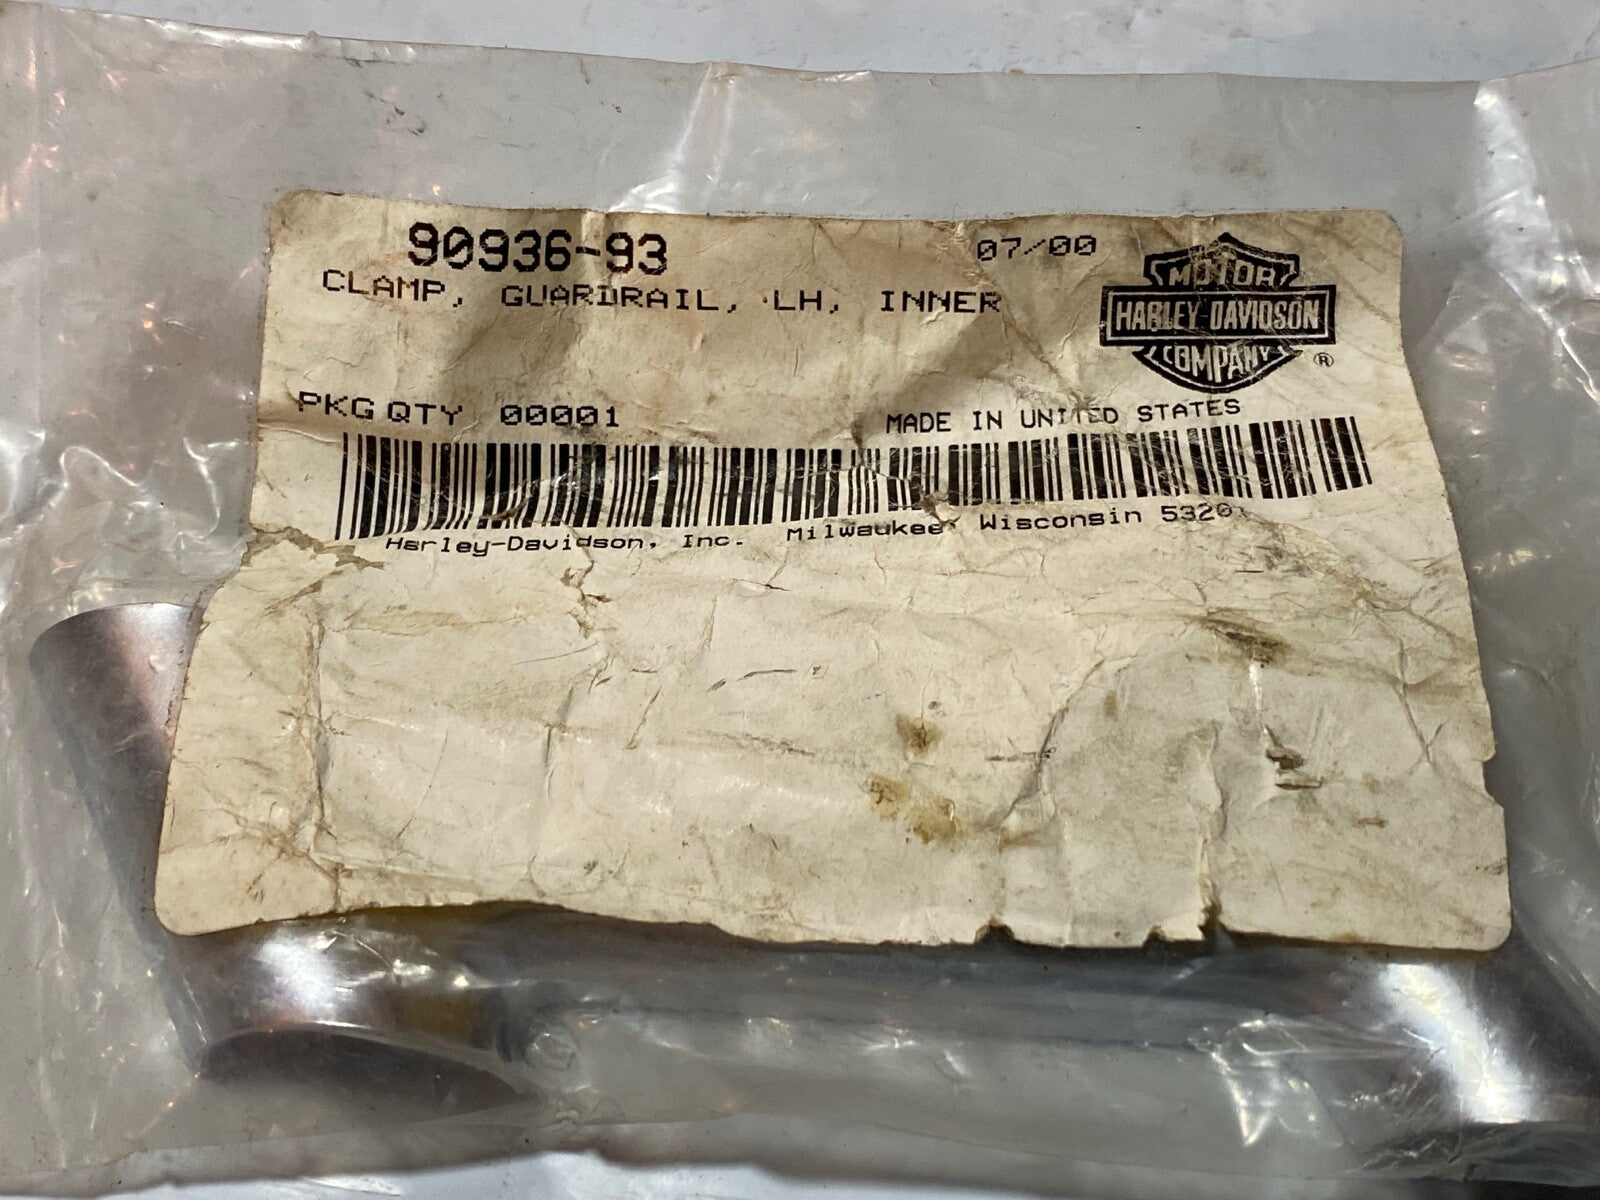 90936-93 07/00
CLAMP, GUARDRAIL, LH, INNER
MOTOR
HARLEY-DAVIDSON
COMPANY
®
PKG QTY 00001
MADE IN UNITED STATES
Harley-Davidson, Inc. Milwaukee Wisconsin